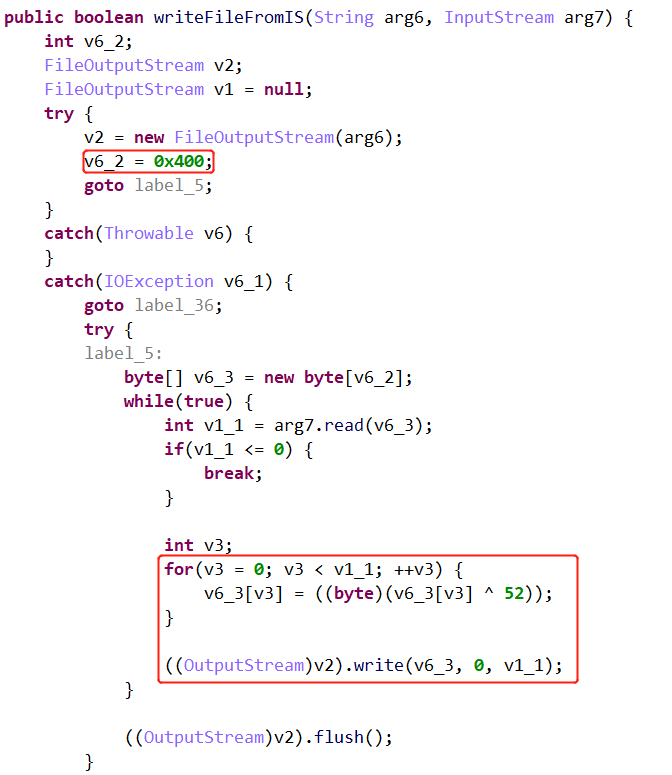 public boolean writeFileFromIS(String arg6, InputStream arg7) {
int v6_2;
FileOutputStream v2;
FileOutputStream v1 = null;
try {
v2 = new FileOutputStream(arg6);
v6_2 = 0x400;
goto label_5;
}
catch(Throwable v6) {
}
catch(IOException v6_1) {
goto label_36;
try {
label_5:
byte[] v6_3 = new byte[v6_2];
while(true) {
int v1_1 = arg7.read(v6_3);
if(v1_1 <= 0) {
break;
}
int v3;
for(v3 = 0; v3 < v1_1; ++v3) {
v6_3[v3] = ((byte)(v6_3[v3] ^ 52));
}
((OutputStream)v2).write(v6_3, 0, v1_1);
}
((OutputStream)v2).flush();
}